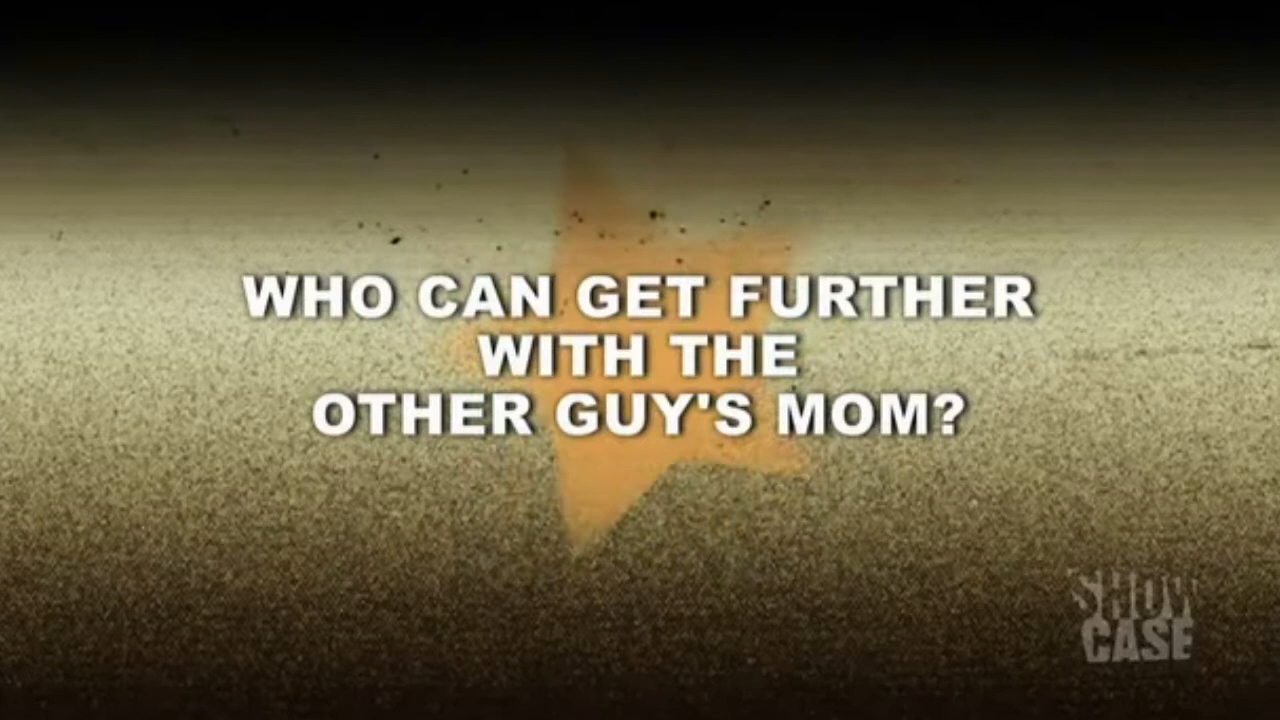 WHO CAN GET FURTHER
WITH THE
OTHER GUY'S MOM?
SHOW
CASE